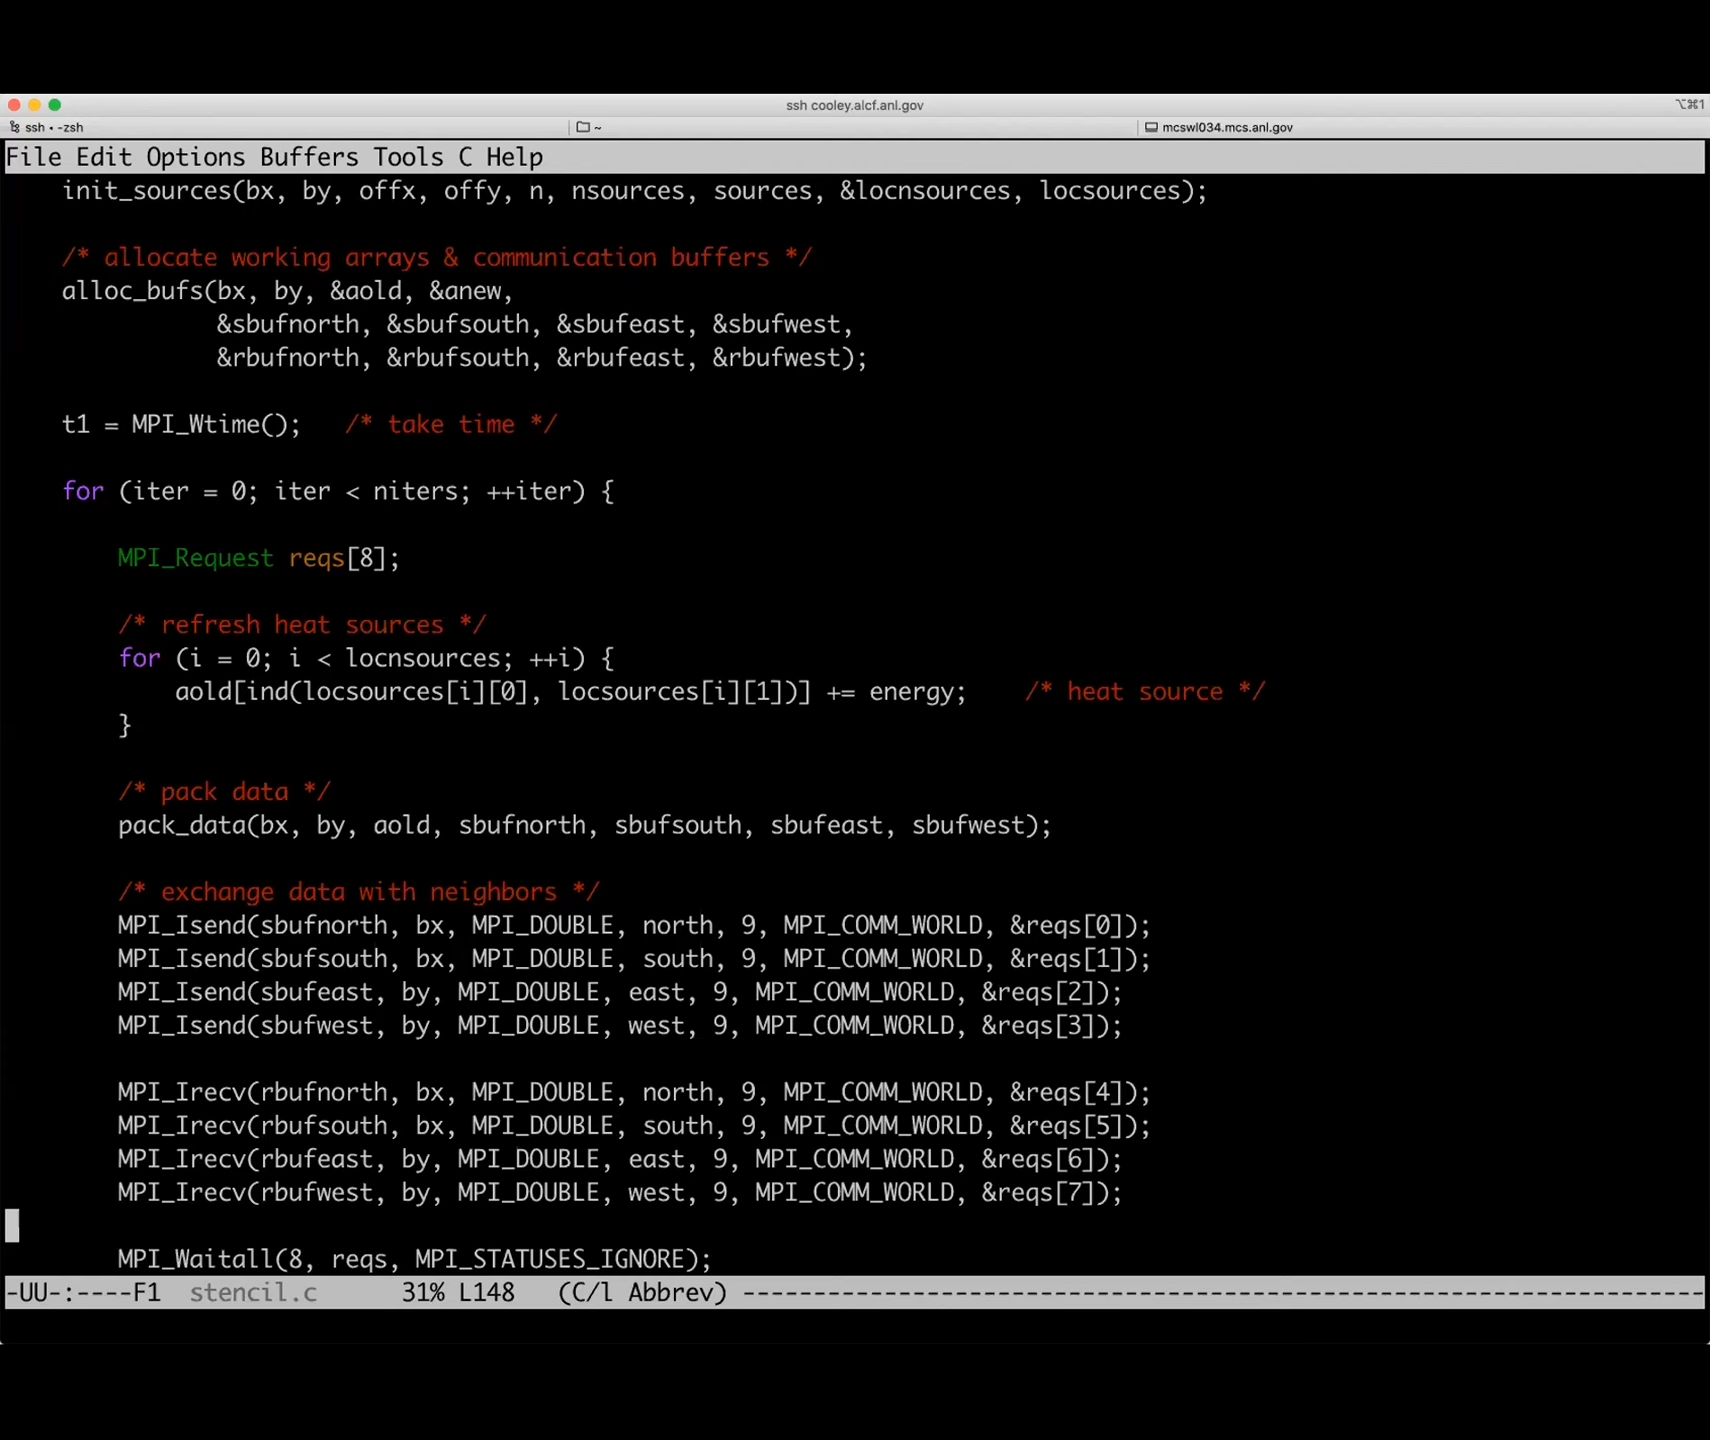 ssh cooley.alcf.anl.gov
⌥⌘1
ssh • -zsh
~
mcswl034.mcs.anl.gov
File Edit Options Buffers Tools C Help
    init_sources(bx, by, offx, offy, n, nsources, sources, &locnsources, locsources);
    /* allocate working arrays & communication buffers */
    alloc_bufs(bx, by, &aold, &anew,
               &sbufnorth, &sbufsouth, &sbufeast, &sbufwest,
               &rbufnorth, &rbufsouth, &rbufeast, &rbufwest);
    t1 = MPI_Wtime();   /* take time */
    for (iter = 0; iter < niters; ++iter) {
        MPI_Request reqs[8];
        /* refresh heat sources */
        for (i = 0; i < locnsources; ++i) {
            aold[ind(locsources[i][0], locsources[i][1])] += energy;    /* heat source */
        }
        /* pack data */
        pack_data(bx, by, aold, sbufnorth, sbufsouth, sbufeast, sbufwest);
        /* exchange data with neighbors */
        MPI_Isend(sbufnorth, bx, MPI_DOUBLE, north, 9, MPI_COMM_WORLD, &reqs[0]);
        MPI_Isend(sbufsouth, bx, MPI_DOUBLE, south, 9, MPI_COMM_WORLD, &reqs[1]);
        MPI_Isend(sbufeast, by, MPI_DOUBLE, east, 9, MPI_COMM_WORLD, &reqs[2]);
        MPI_Isend(sbufwest, by, MPI_DOUBLE, west, 9, MPI_COMM_WORLD, &reqs[3]);
        MPI_Irecv(rbufnorth, bx, MPI_DOUBLE, north, 9, MPI_COMM_WORLD, &reqs[4]);
        MPI_Irecv(rbufsouth, bx, MPI_DOUBLE, south, 9, MPI_COMM_WORLD, &reqs[5]);
        MPI_Irecv(rbufeast, by, MPI_DOUBLE, east, 9, MPI_COMM_WORLD, &reqs[6]);
        MPI_Irecv(rbufwest, by, MPI_DOUBLE, west, 9, MPI_COMM_WORLD, &reqs[7]);
        MPI_Waitall(8, reqs, MPI_STATUSES_IGNORE);
-UU-:----F1  stencil.c      31% L148   (C/l Abbrev) --------------------------------------------------------------------